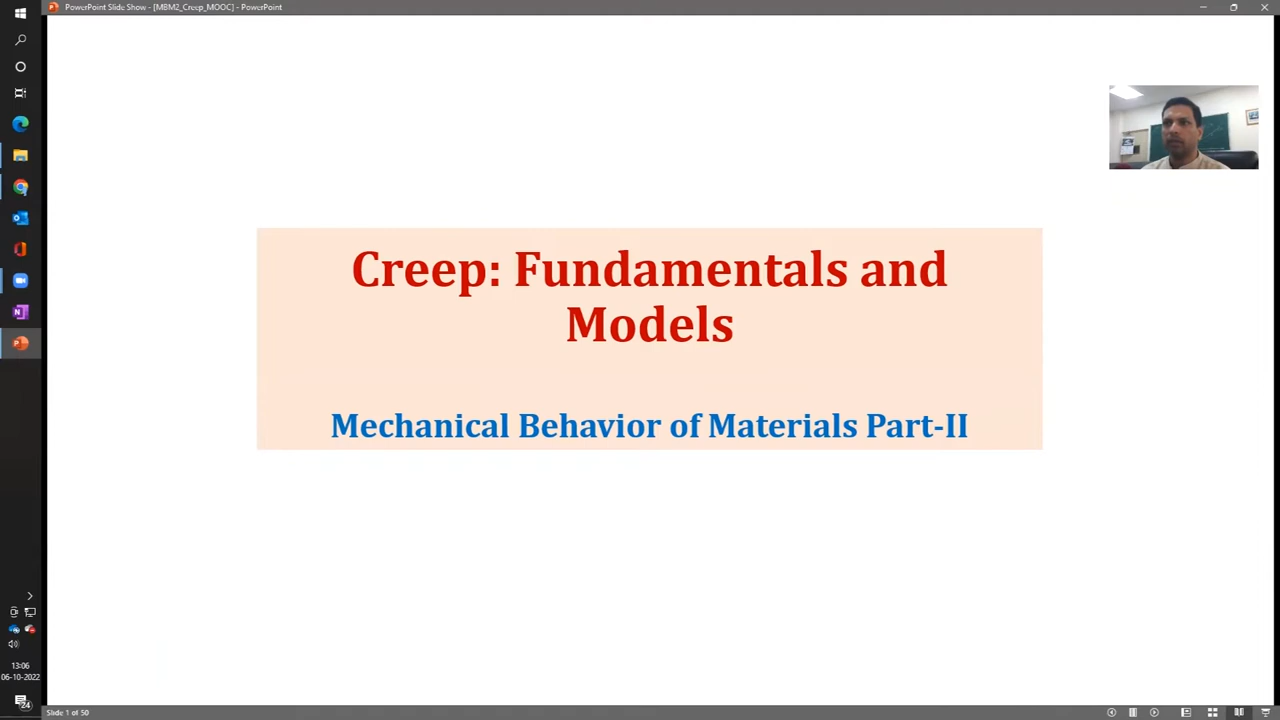 PowerPoint Slide Show - [MBM2_Creep_MOOC] - PowerPoint
Creep: Fundamentals and
Models
Mechanical Behavior of Materials Part-II
13:06
06-10-2022
24
Slide 1 of 50